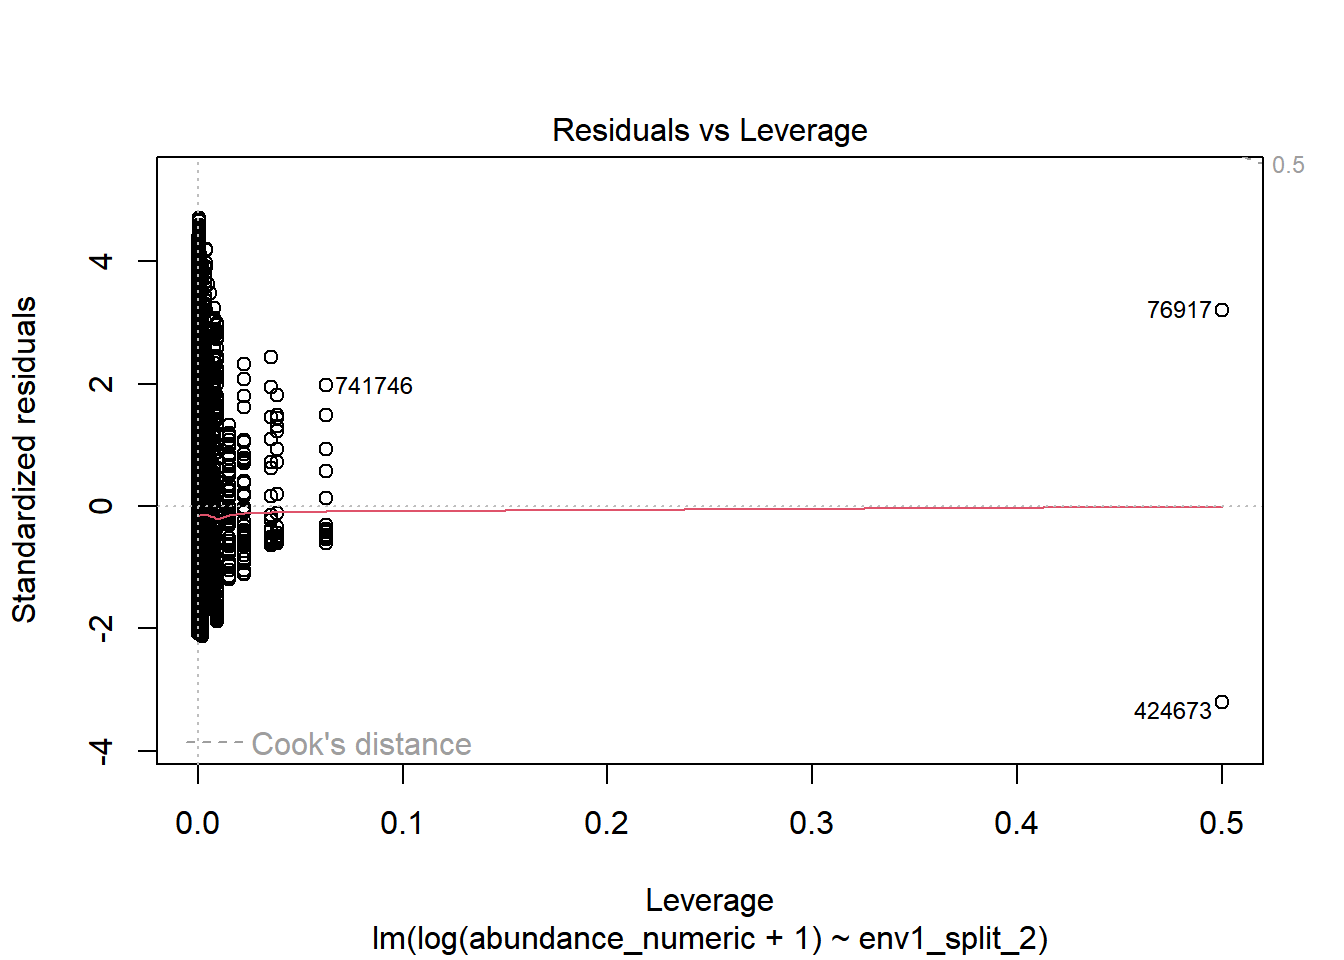 Residuals vs Leverage
0.5
4
2
0
-2
-4
Standardized residuals
76917
741746
424673
Cook's distance
0.0 0.1 0.2 0.3 0.4 0.5
Leverage
lm(log(abundance_numeric + 1) ~ env1_split_2)